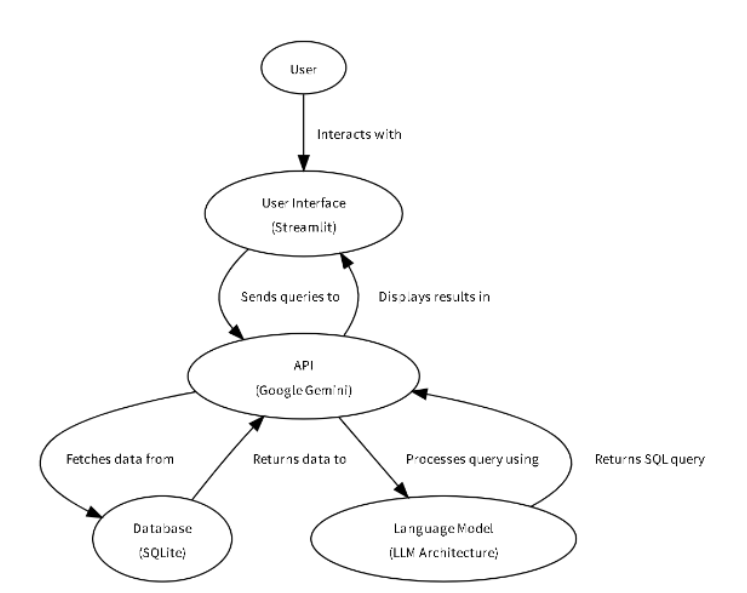 User
Interacts with
User Interface
(Streamlit)
Sends queries to
Displays results in
API
(Google Gemini)
Fetches data from
Returns data to
Processes query using
Returns SQL query
Database
(SQLite)
Language Model
(LLM Architecture)